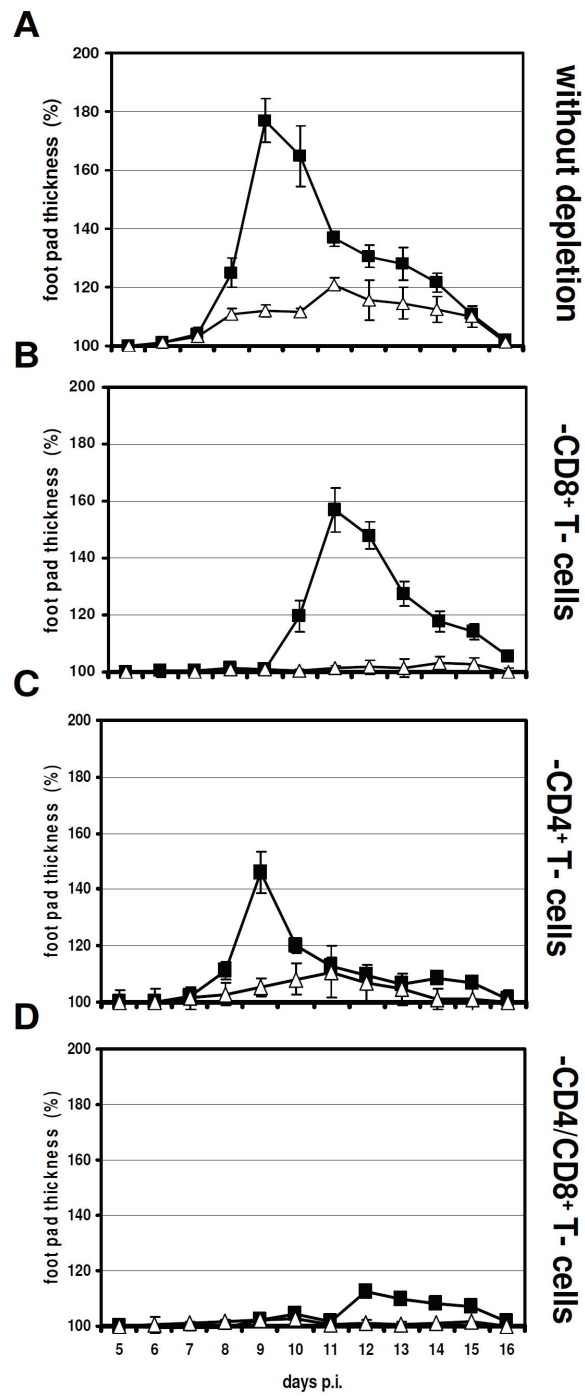 A
foot pad thickness (%)
200
180
160
140
120
100
without depletion
B
foot pad thickness (%)
200
180
160
140
120
100
-CD8+ T- cells
C
foot pad thickness (%)
200
180
160
140
120
100
-CD4+ T- cells
D
foot pad thickness (%)
200
180
160
140
120
100
-CD4/CD8+ T- cells
5 6 7 8 9 10 11 12 13 14 15 16
days p.i.